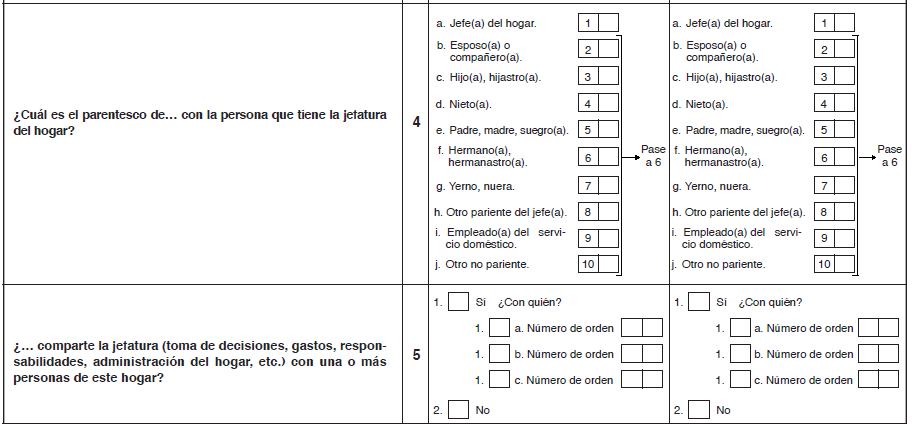 ¿Cuál es el parentesco de... con la persona que tiene la jefatura
del hogar?
4
a. Jefe(a) del hogar. 1
b. Esposo(a) o
compañero(a). 2
c. Hijo(a), hijastro(a). 3
d. Nieto(a). 4
e. Padre, madre, suegro(a). 5
f. Hermano(a),
hermanastro(a). 6
g. Yerno, nuera. 7
h. Otro pariente del jefe(a). 8
i. Empleado(a) del servi-
cio doméstico. 9
j. Otro no pariente. 10
Pase
a 6
a. Jefe(a) del hogar. 1
b. Esposo(a) o
compañero(a). 2
c. Hijo(a), hijastro(a). 3
d. Nieto(a). 4
e. Padre, madre, suegro(a). 5
f. Hermano(a),
hermanastro(a). 6
g. Yerno, nuera. 7
h. Otro pariente del jefe(a). 8
i. Empleado(a) del servi-
cio doméstico. 9
j. Otro no pariente. 10
Pase
a 6
¿... comparte la jefatura (toma de decisiones, gastos, respon-
sabilidades, administración del hogar, etc.) con una o más
personas de este hogar?
5
1. Sí ¿Con quién?
1. a. Número de orden
1. b. Número de orden
1. c. Número de orden
2. No
1. Sí ¿Con quién?
1. a. Número de orden
1. b. Número de orden
1. c. Número de orden
2. No